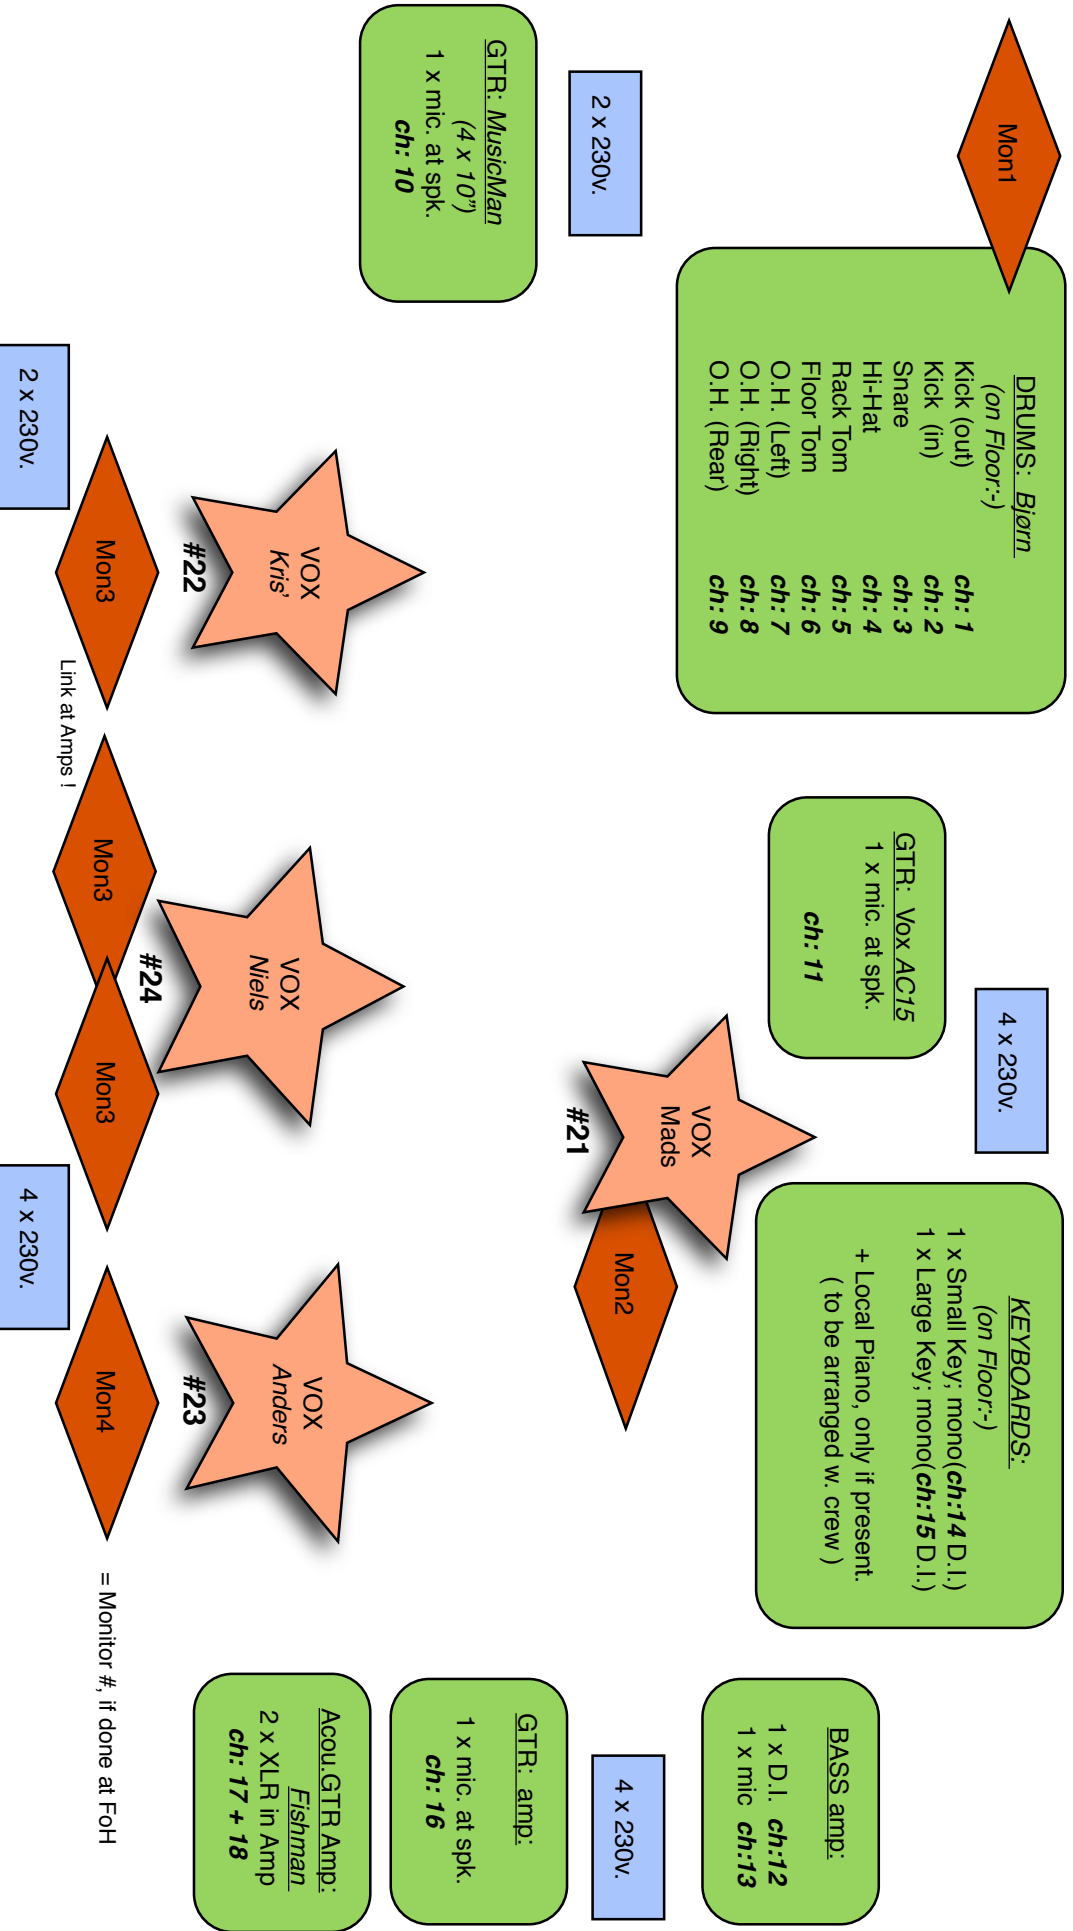 Mon1
DRUMS: Bjørn
(on Floor:-)
Kick (out) ch: 1
Kick (in) ch: 2
Snare ch: 3
Hi-Hat ch: 4
Rack Tom ch: 5
Floor Tom ch: 6
O.H. (Left) ch: 7
O.H. (Right) ch: 8
O.H. (Rear) ch: 9
4 x 230v.
GTR: Vox AC15
1 x mic. at spk.
ch: 11
KEYBOARDS:
(on Floor:-)
1 x Small Key; mono(ch:14 D.I.)
1 x Large Key; mono(ch:15 D.I.)
+ Local Piano, only if present.
( to be arranged w. crew )
BASS amp:
1 x D.I. ch:12
1 x mic ch:13
2 x 230v.
GTR: MusicMan
(4 x 10”)
1 x mic. at spk.
ch: 10
VOX
Mads
#21
Mon2
4 x 230v.
GTR: amp:
1 x mic. at spk.
ch: 16
VOX
Kris’
#22
VOX
Niels
#24
VOX
Anders
#23
Acou.GTR Amp:
Fishman
2 x XLR in Amp
ch: 17 + 18
Mon3
Mon3
Mon3
Mon4
= Monitor #, if done at FoH
Link at Amps !
2 x 230v.
4 x 230v.